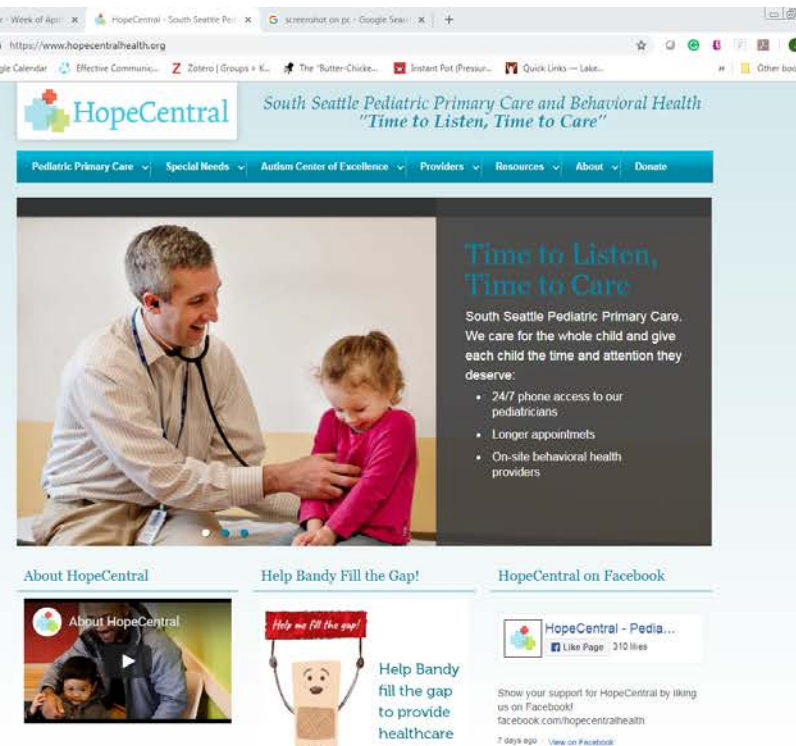 r - Week of Apri
HopeCentral - South Seattle Pe
screenshot on pc - Google Sear
https://www.hopecentralhealth.org
gle Calendar
Effective Communic...
Zotero | Groups > K...
The "Butter-Chicke...
Instant Pot (Pressur...
Quick Links — Lake...
»
Other boo
HopeCentral
South Seattle Pediatric Primary Care and Behavioral Health
"Time to Listen, Time to Care"
Pediatric Primary Care
Special Needs
Autism Center of Excellence
Providers
Resources
About
Donate
Time to Listen,
Time to Care
South Seattle Pediatric Primary Care.
We care for the whole child and give
each child the time and attention they
deserve:
• 24/7 phone access to our
pediatricians
• Longer appointmets
• On-site behavioral health
providers
About HopeCentral
Help Bandy Fill the Gap!
HopeCentral on Facebook
About HopeCentral
Help me fill the gap!
Help Bandy
fill the gap
to provide
healthcare
HopeCentral - Pedia...
Like Page
310 likes
Show your support for HopeCentral by liking
us on Facebook!
facebook.com/hopecentralhealth
7 days ago
View on Facebook